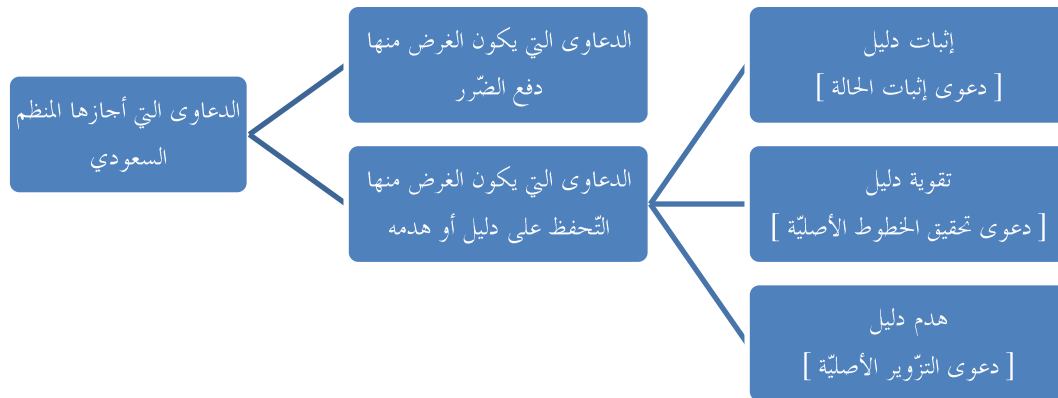 الدعاوى التي أجازها المنظم
السعودي
الدعاوى التي يكون الغرض منها
دفع الضّرر
الدعاوى التي يكون الغرض منها
التّحفظ على دليل أو هدمه
إثبات دليل
[ دعوى إثبات الحالة ]
تقوية دليل
[ دعوى تحقيق الخطوط الأصليّة ]
هدم دليل
[ دعوى التزّوير الأصليّة ]